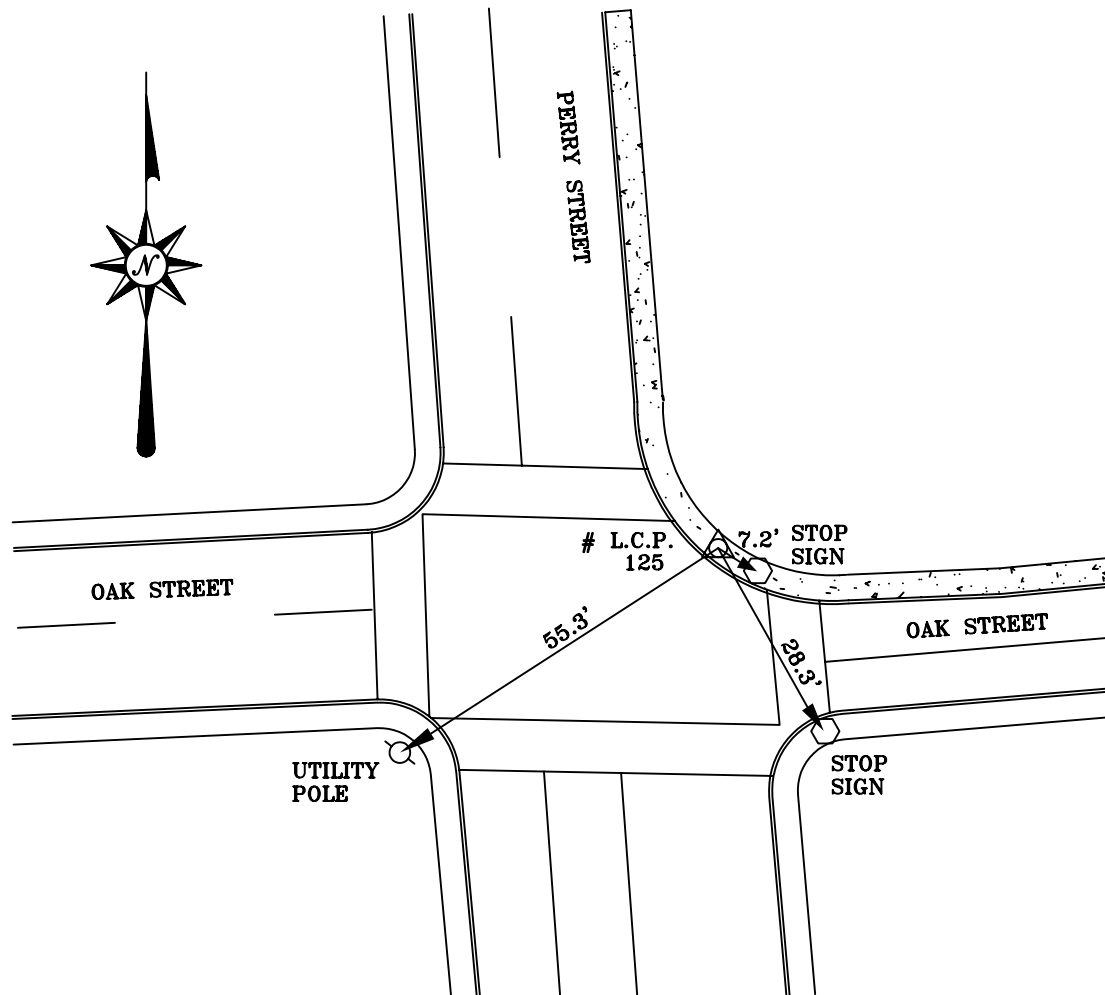 PERRY STREET
N
# L.C.P.
125
7.2'
STOP
SIGN
OAK STREET
55.3'
28.3'
OAK STREET
UTILITY
POLE
STOP
SIGN